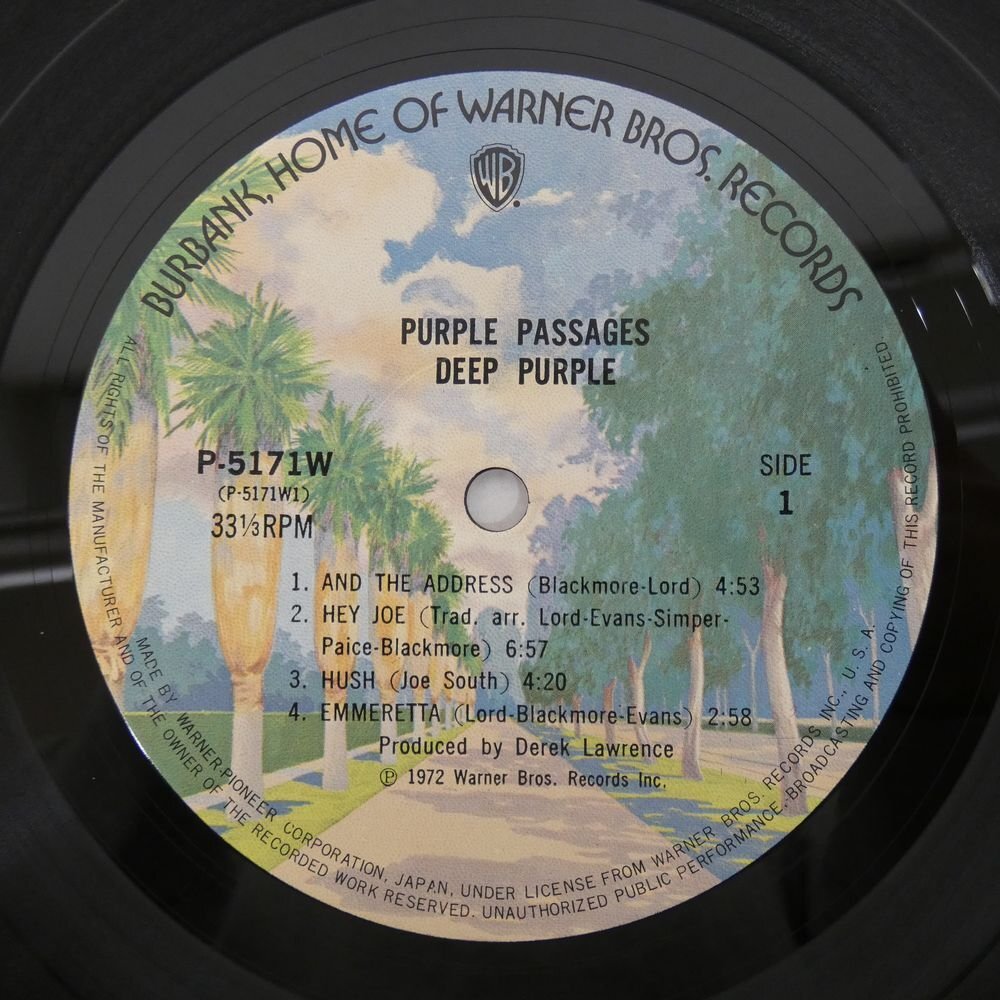 BURBANK, HOME OF WARNER BROS. RECORDS
WB
PURPLE PASSAGES
DEEP PURPLE
P-5171W
(P-5171W1)
33⅓RPM
SIDE
1
1. AND THE ADDRESS (Blackmore-Lord) 4:53
2. HEY JOE (Trad. arr. Lord-Evans-Simper-
Paice-Blackmore) 6:57
3. HUSH (Joe South) 4:20
4. EMMERETTA (Lord-Blackmore-Evans) 2:58
Produced by Derek Lawrence
Ⓟ 1972 Warner Bros. Records Inc.
MADE BY WARNER-PIONEER CORPORATION, JAPAN, UNDER LICENSE FROM WARNER BROS. RECORDS INC., U.S.A.
ALL RIGHTS OF THE MANUFACTURER AND OF THE OWNER OF THE RECORDED WORK RESERVED. UNAUTHORIZED PUBLIC PERFORMANCE, BROADCASTING AND COPYING OF THIS RECORD PROHIBITED